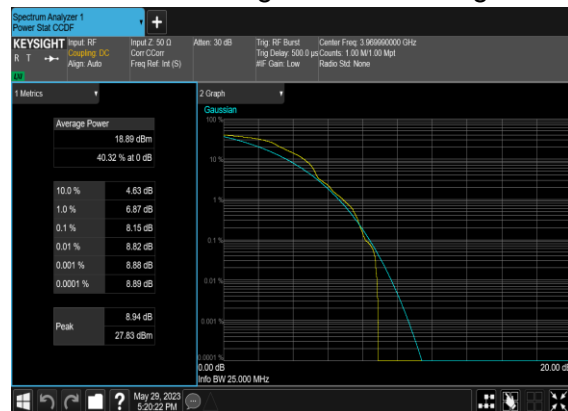 Spectrum Analyzer 1
Power Stat CCDF
+
KEYSIGHT Input: RF Input Z: 50 Ω Atten: 30 dB Trig: RF Burst Center Freq: 3.969990000 GHz
R T Coupling: DC Corr CCorr Trig Delay: 500.0 µs Counts: 1.00 M/1.00 Mpt
Align: Auto Freq Ref: Int (S) #IF Gain: Low Radio Std: None
LU
1 Metrics
2 Graph
Average Power
18.89 dBm
40.32 % at 0 dB
10.0 % 4.63 dB
1.0 % 6.87 dB
0.1 % 8.15 dB
0.01 % 8.82 dB
0.001 % 8.88 dB
0.0001 % 8.89 dB
Peak 8.94 dB
27.83 dBm
Gaussian
100 %
10 %
1 %
0.1 %
0.01 %
0.001 %
0.0001 %
0.00 dB 20.00 dB
Info BW 25.000 MHz
? May 29, 2023
5:20:22 PM